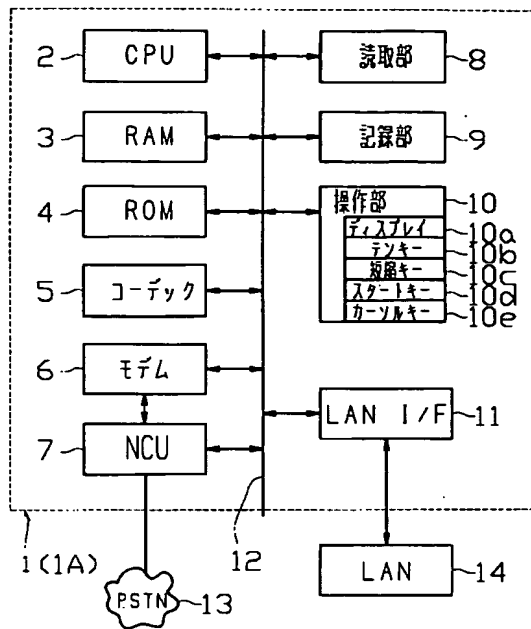 2 CPU
3 RAM
4 ROM
5 コーデック
6 モデム
7 NCU
読取部 8
記録部 9
操作部 10
ディスプレイ 10a
テンキー 10b
短縮キー 10c
スタートキー 10d
カーソルキー 10e
LAN I/F 11
1(1A)
12
PSTN 13
LAN 14